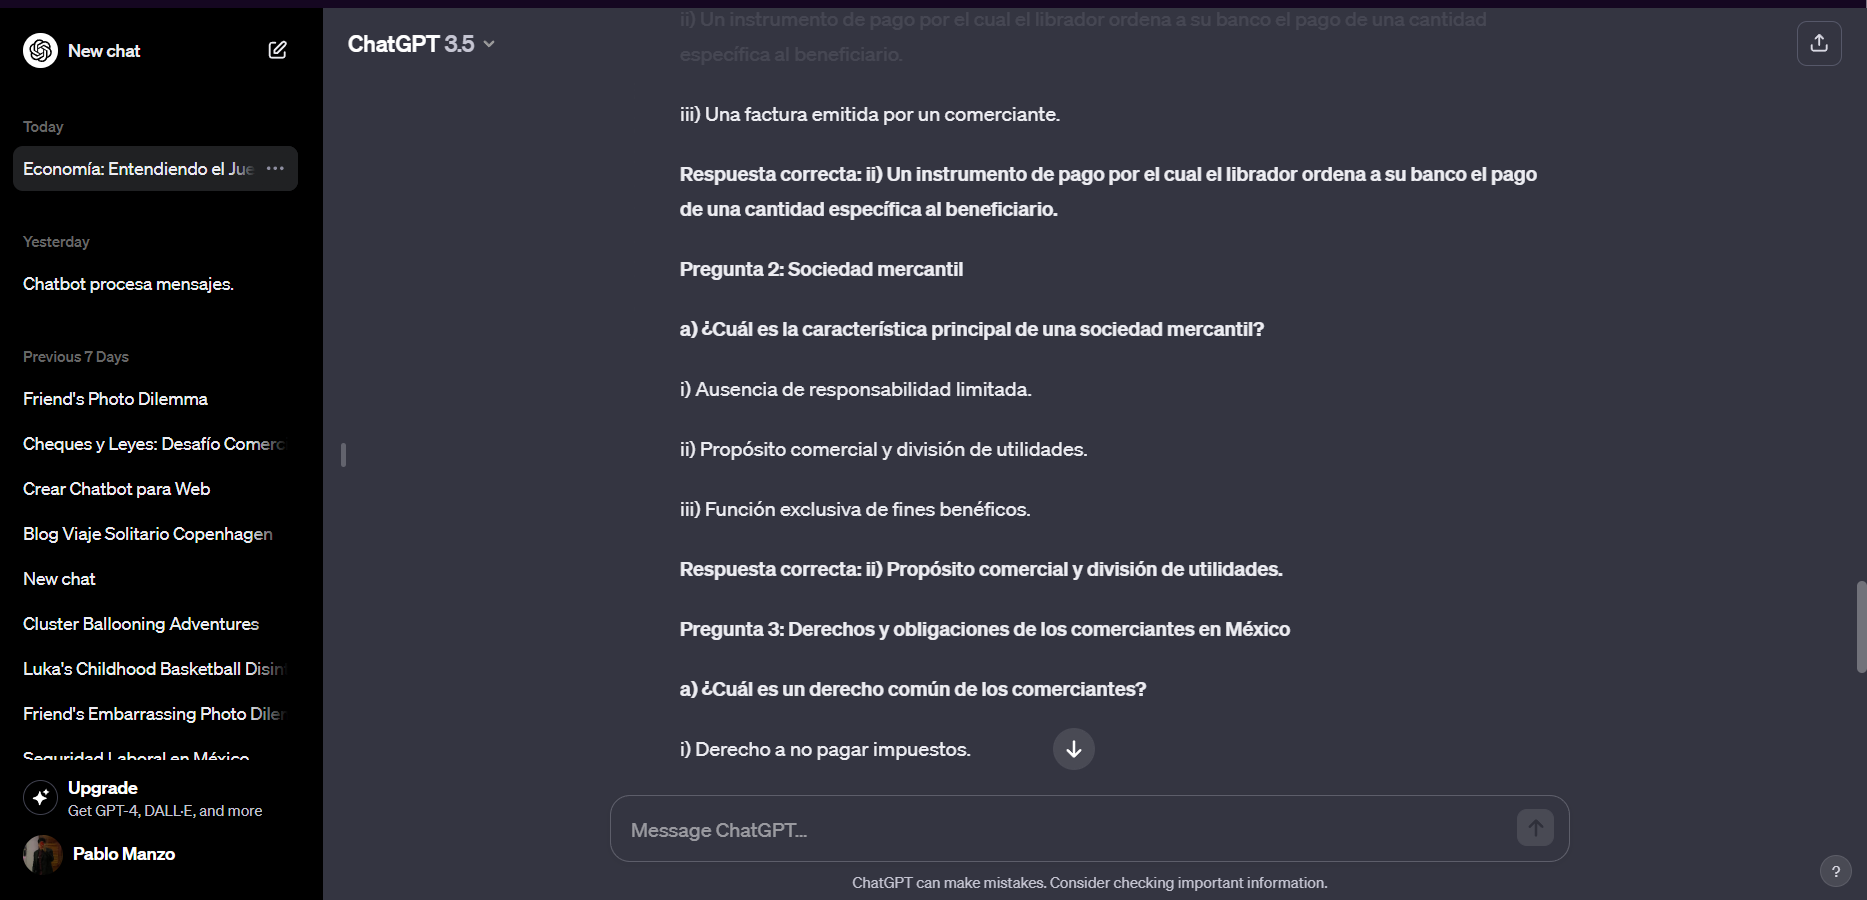 New chat
Today
Economía: Entendiendo el Jue
Yesterday
Chatbot procesa mensajes.
Previous 7 Days
Friend's Photo Dilemma
Cheques y Leyes: Desafío Comerc
Crear Chatbot para Web
Blog Viaje Solitario Copenhagen
New chat
Cluster Ballooning Adventures
Luka's Childhood Basketball Disin
Friend's Embarrassing Photo Diler
Seguridad Laboral en México
Upgrade
Get GPT-4, DALL·E, and more
Pablo Manzo
ChatGPT 3.5
ii) Un instrumento de pago por el cual el librador ordena a su banco el pago de una cantidad
específica al beneficiario.
iii) Una factura emitida por un comerciante.
Respuesta correcta: ii) Un instrumento de pago por el cual el librador ordena a su banco el pago
de una cantidad específica al beneficiario.
Pregunta 2: Sociedad mercantil
a) ¿Cuál es la característica principal de una sociedad mercantil?
i) Ausencia de responsabilidad limitada.
ii) Propósito comercial y división de utilidades.
iii) Función exclusiva de fines benéficos.
Respuesta correcta: ii) Propósito comercial y división de utilidades.
Pregunta 3: Derechos y obligaciones de los comerciantes en México
a) ¿Cuál es un derecho común de los comerciantes?
i) Derecho a no pagar impuestos.
Message ChatGPT...
ChatGPT can make mistakes. Consider checking important information.
?